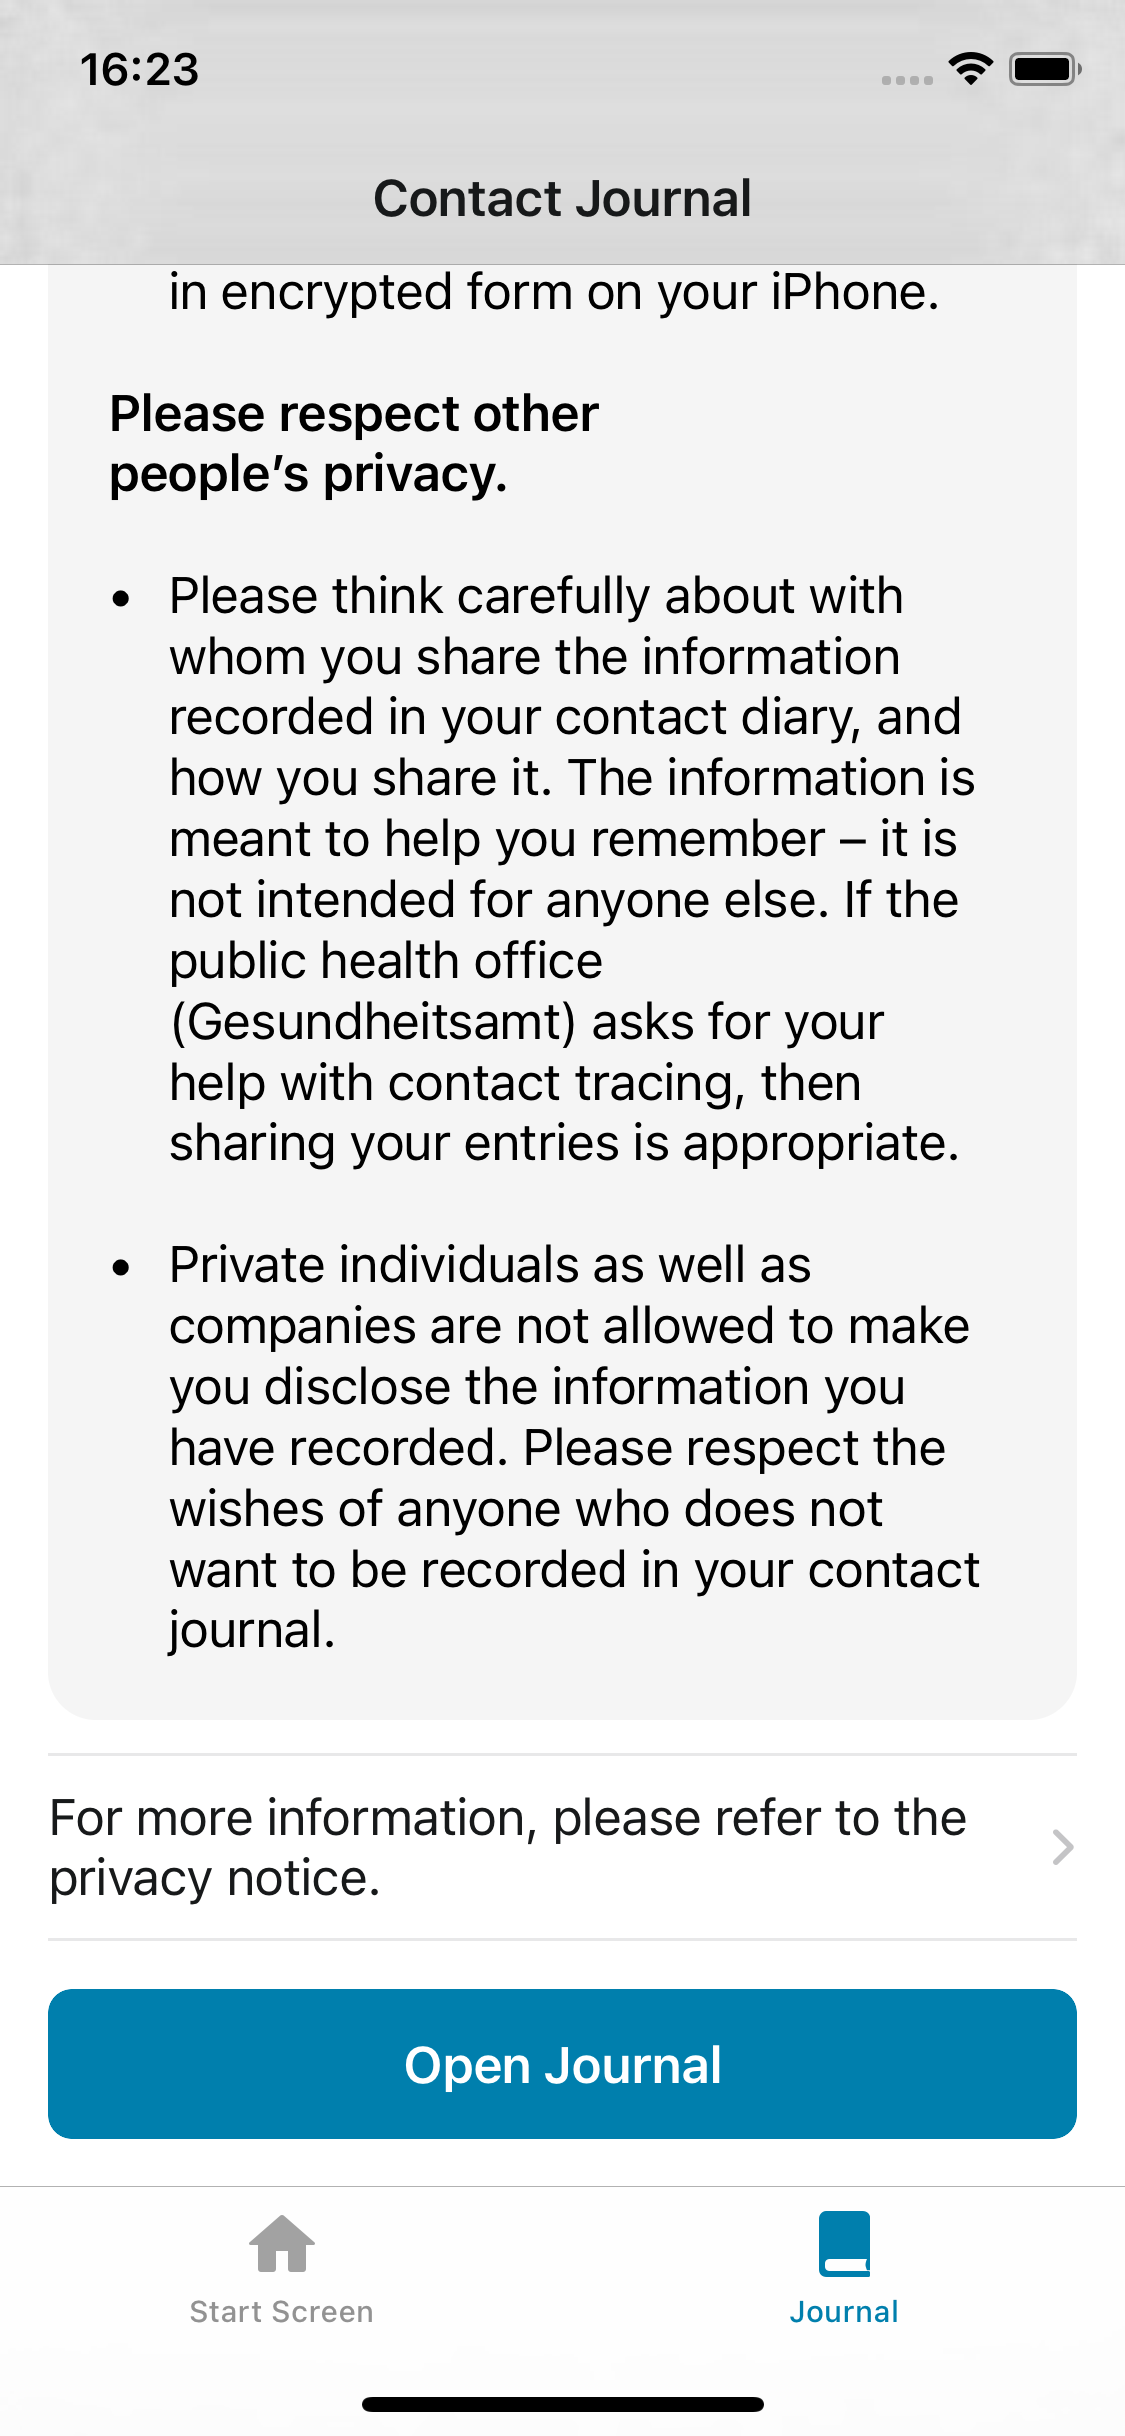 16:23
Contact Journal
in encrypted form on your iPhone.
Please respect other
people’s privacy.
• Please think carefully about with
whom you share the information
recorded in your contact diary, and
how you share it. The information is
meant to help you remember – it is
not intended for anyone else. If the
public health office
(Gesundheitsamt) asks for your
help with contact tracing, then
sharing your entries is appropriate.
• Private individuals as well as
companies are not allowed to make
you disclose the information you
have recorded. Please respect the
wishes of anyone who does not
want to be recorded in your contact
journal.
For more information, please refer to the
privacy notice.
Open Journal
Start Screen
Journal